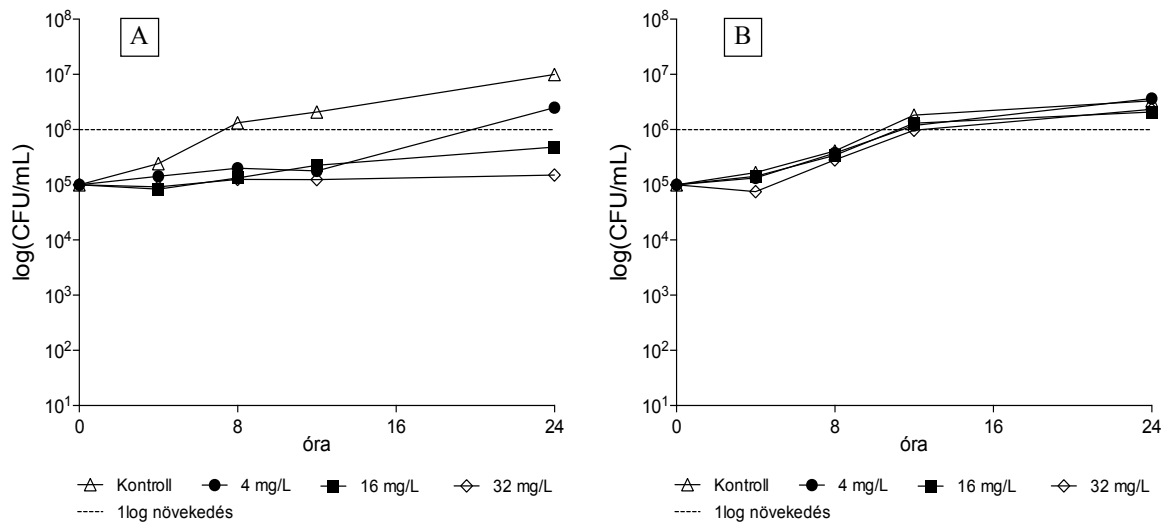 A
log(CFU/mL)
10⁸
10⁷
10⁶
10⁵
10⁴
10³
10²
10¹
0 8 16 24
óra
Kontroll 4 mg/L 16 mg/L 32 mg/L
1log növekedés
B
log(CFU/mL)
10⁸
10⁷
10⁶
10⁵
10⁴
10³
10²
10¹
0 8 16 24
óra
Kontroll 4 mg/L 16 mg/L 32 mg/L
1log növekedés